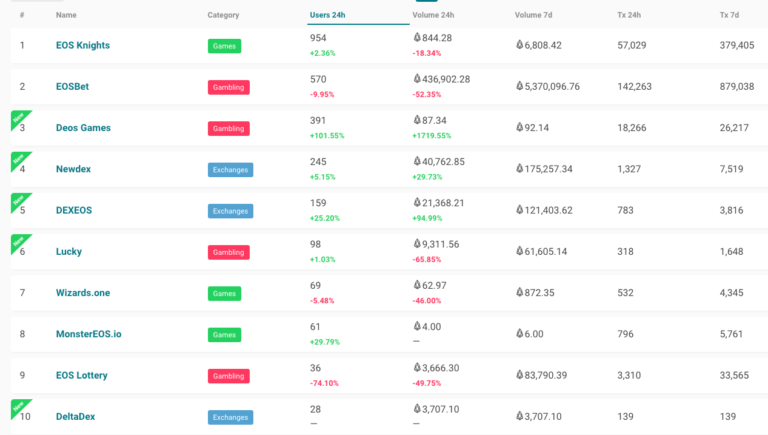 # Name Category Users 24h Volume 24h Volume 7d Tx 24h Tx 7d
1 EOS Knights Games 954 844.28 6,808.42 57,029 379,405
+2.36% -18.34%
2 EOSBet Gambling 570 436,902.28 5,370,096.76 142,263 879,038
-9.95% -52.35%
New
3 Deos Games Gambling 391 87.34 92.14 18,266 26,217
+101.55% +1719.55%
New
4 Newdex Exchanges 245 40,762.85 175,257.34 1,327 7,519
+5.15% +29.73%
New
5 DEXEOS Exchanges 159 21,368.21 121,403.62 783 3,816
+25.20% +94.99%
New
6 Lucky Gambling 98 9,311.56 61,605.14 318 1,648
+1.03% -65.85%
7 Wizards.one Games 69 62.97 872.35 532 4,345
-5.48% -46.00%
8 MonsterEOS.io Games 61 4.00 6.00 796 5,761
+29.79% —
9 EOS Lottery Gambling 36 3,666.30 83,790.39 3,310 33,565
-74.10% -49.75%
New
10 DeltaDex Exchanges 28 3,707.10 3,707.10 139 139
— —